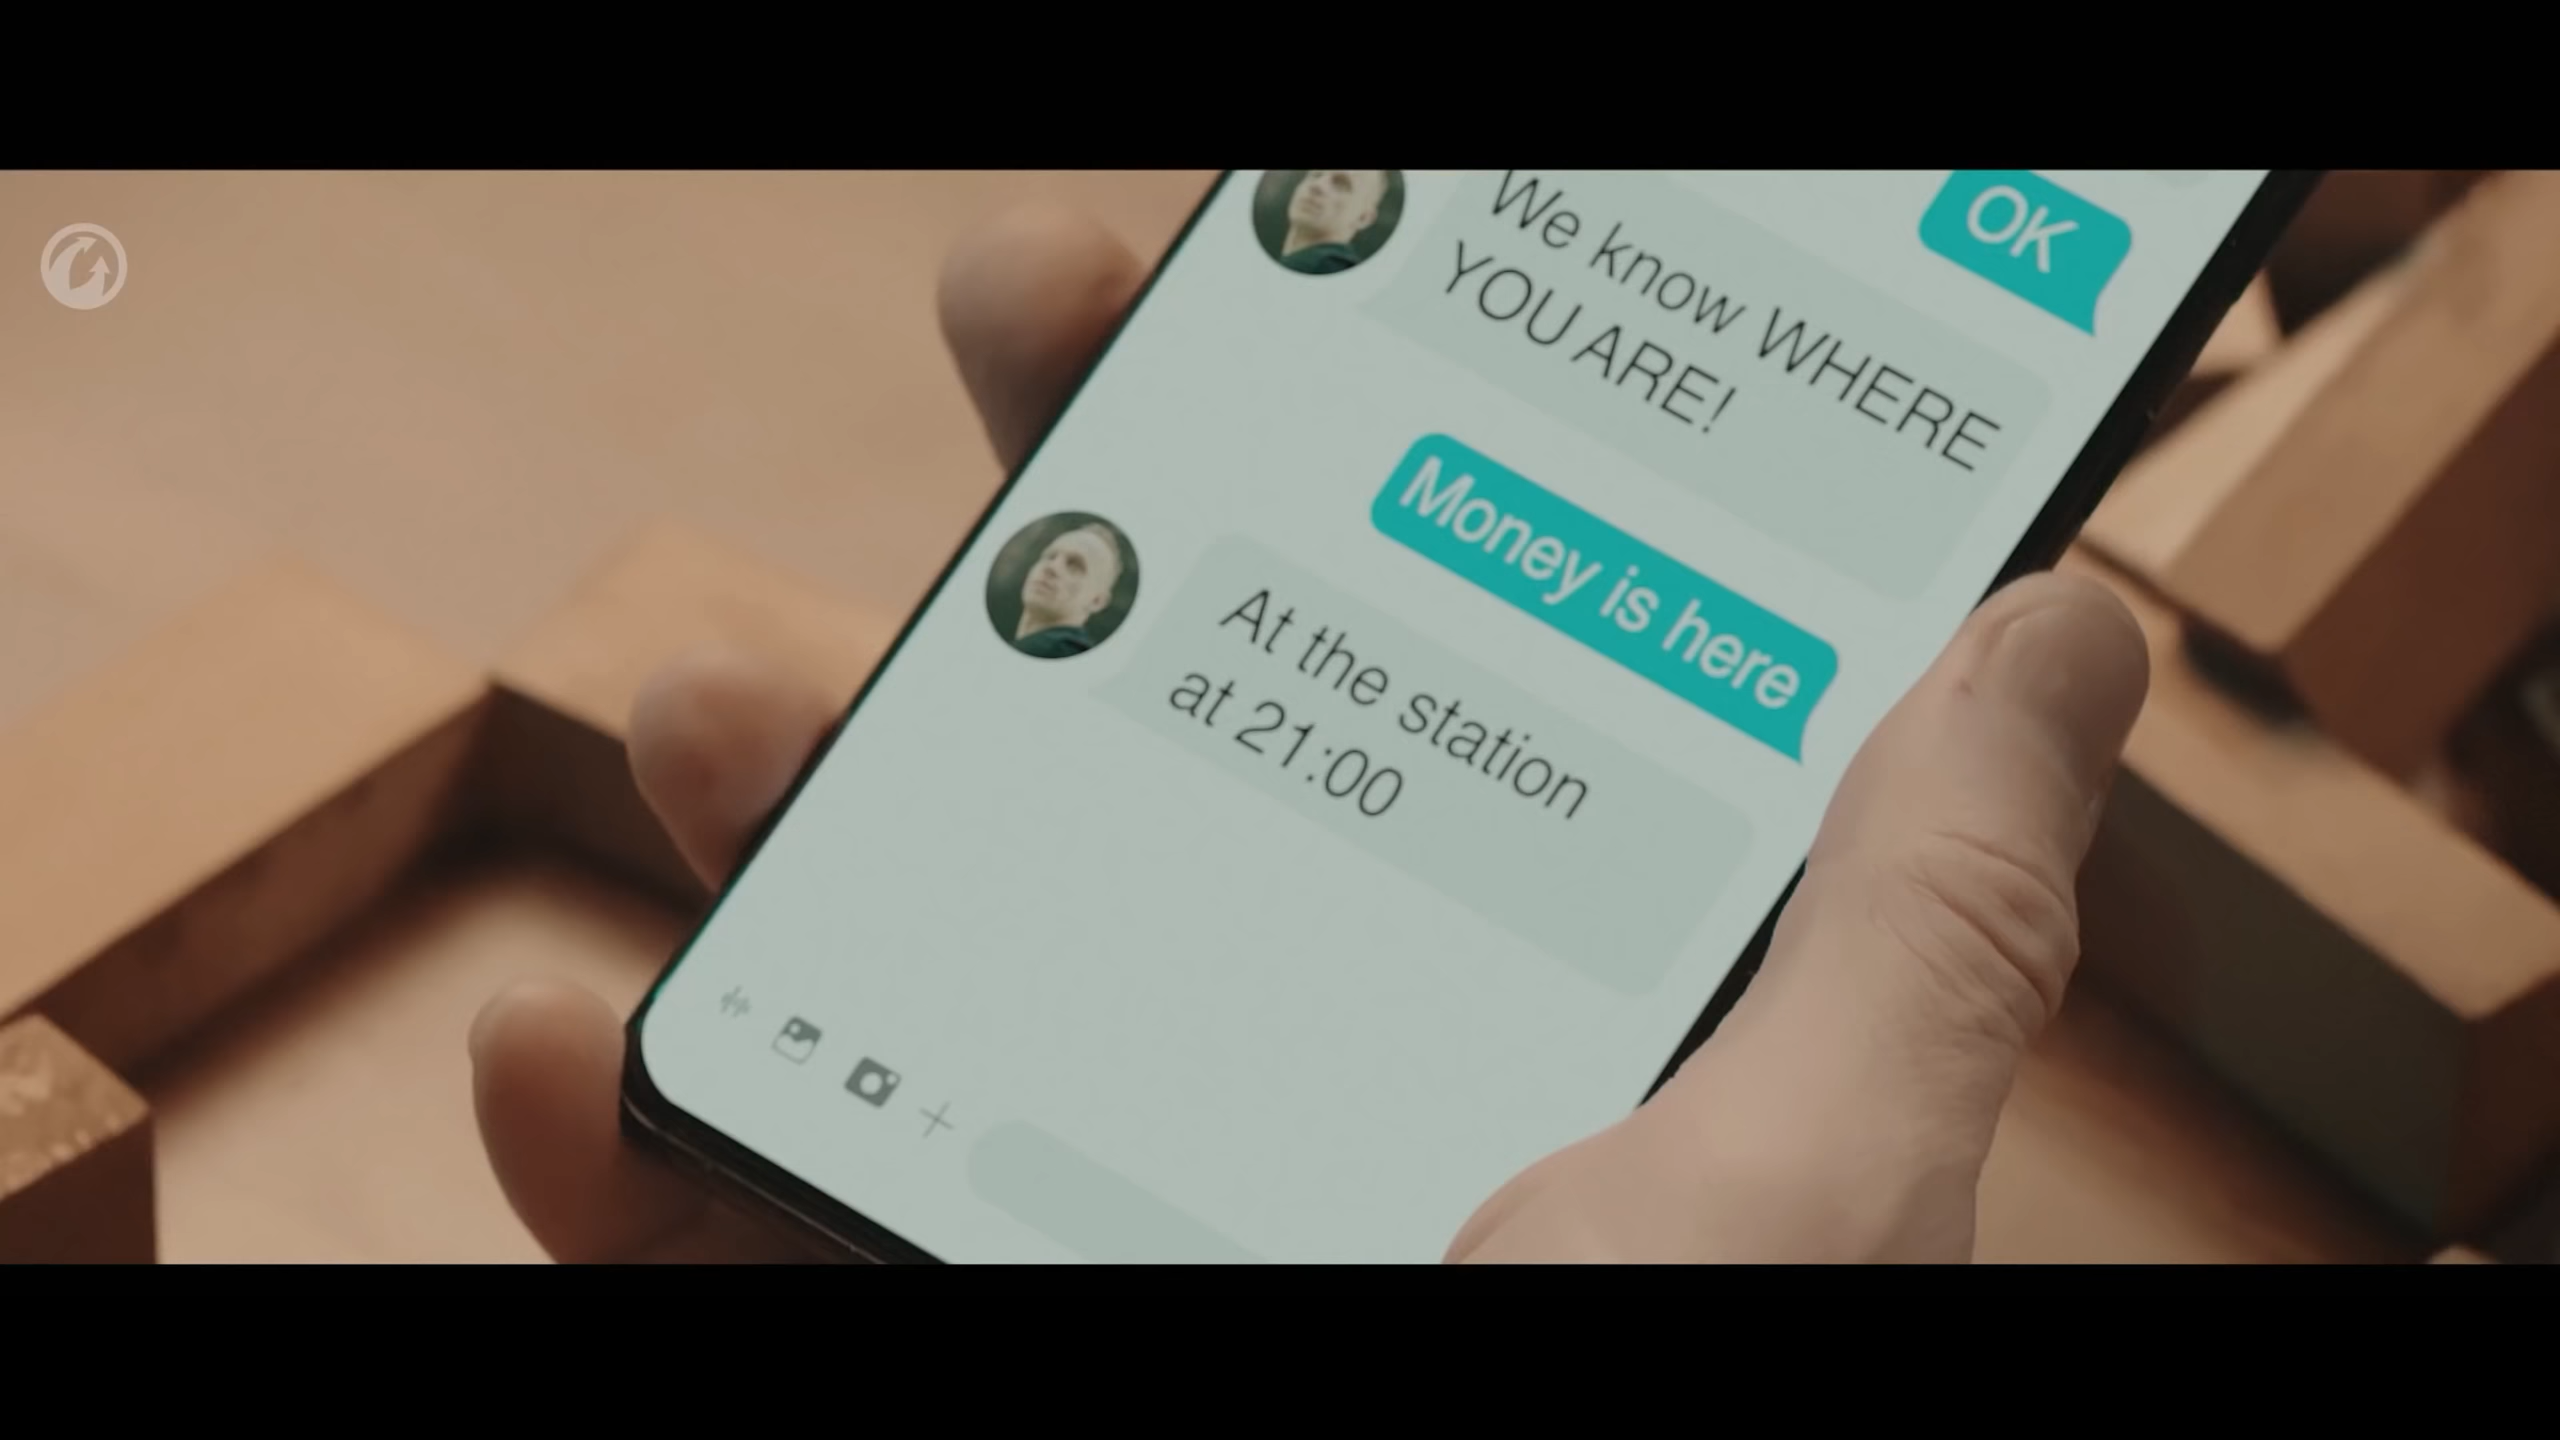 OK
We know WHERE
YOU ARE!
Money is here
At the station
at 21:00